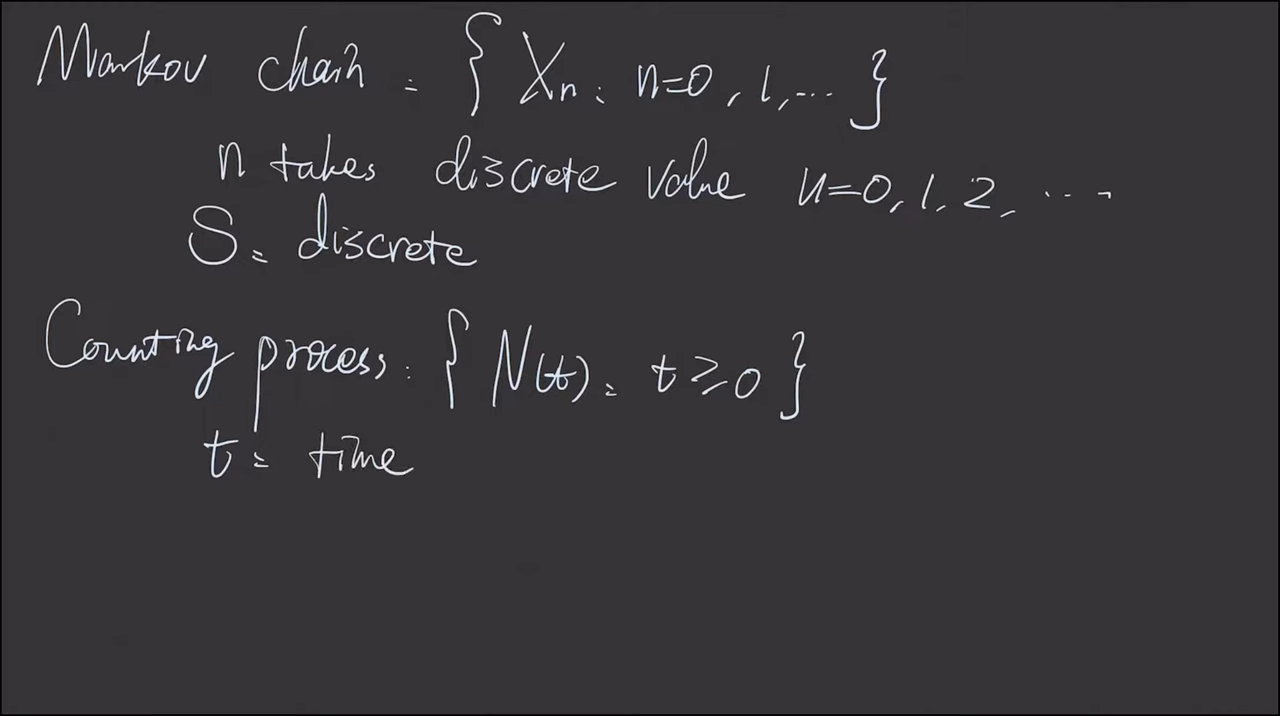 Markov chain : { Xn : n=0, 1, ... }
n takes discrete value n=0, 1, 2, ...
S : discrete
Counting process : { N(t) : t ≥ 0 }
t : time